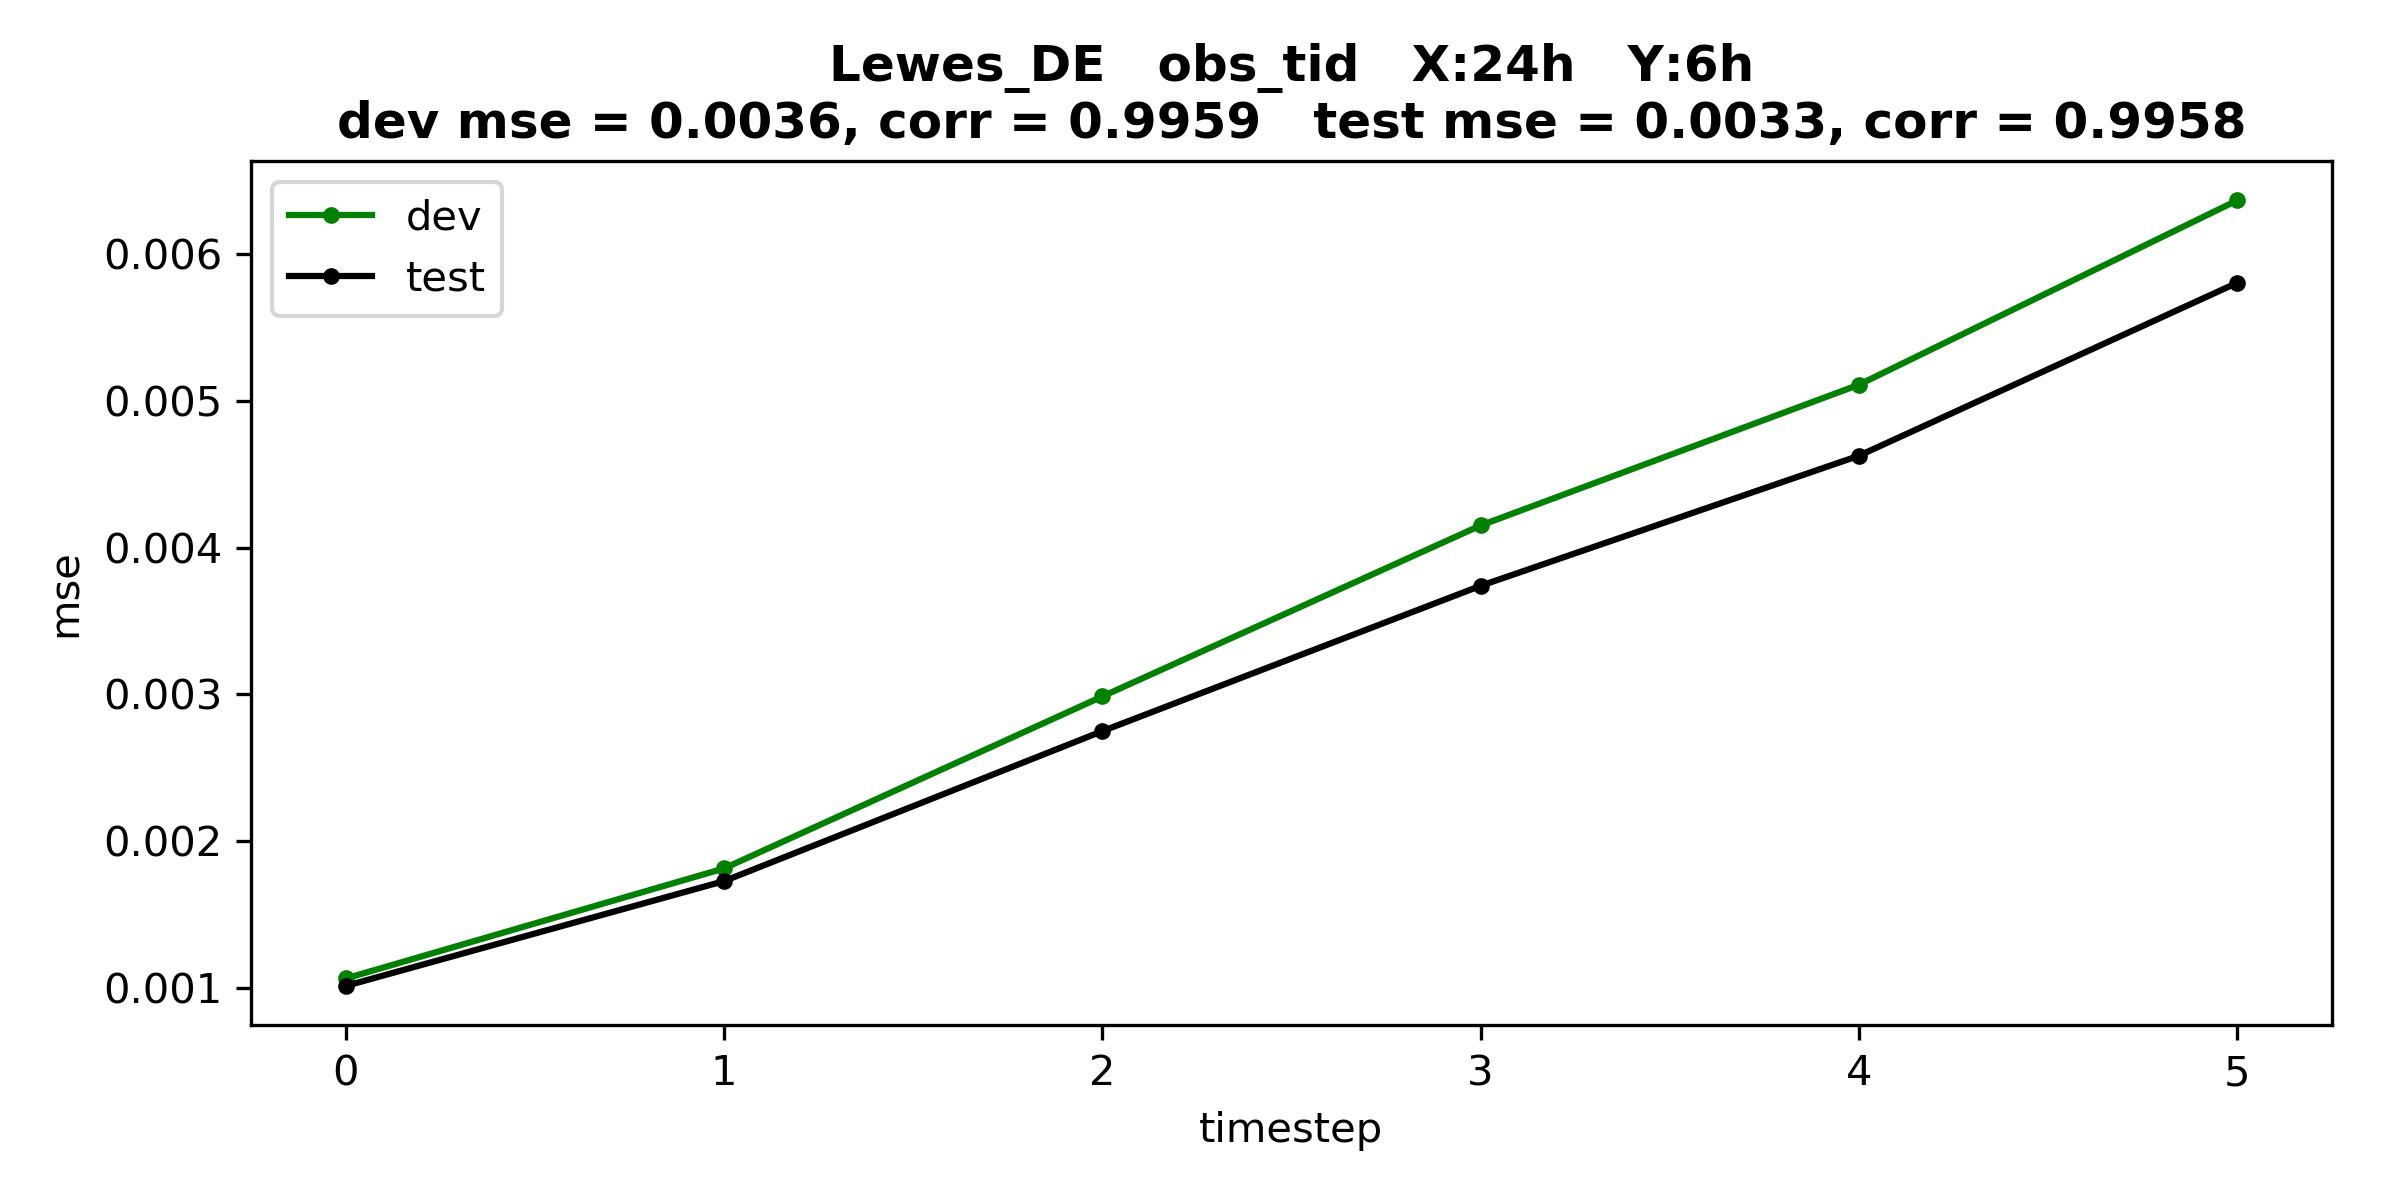 Lewes_DE   obs_tid   X:24h   Y:6h
dev mse = 0.0036, corr = 0.9959   test mse = 0.0033, corr = 0.9958
dev
test
0.006
0.005
0.004
0.003
0.002
0.001
mse
0 1 2 3 4 5
timestep